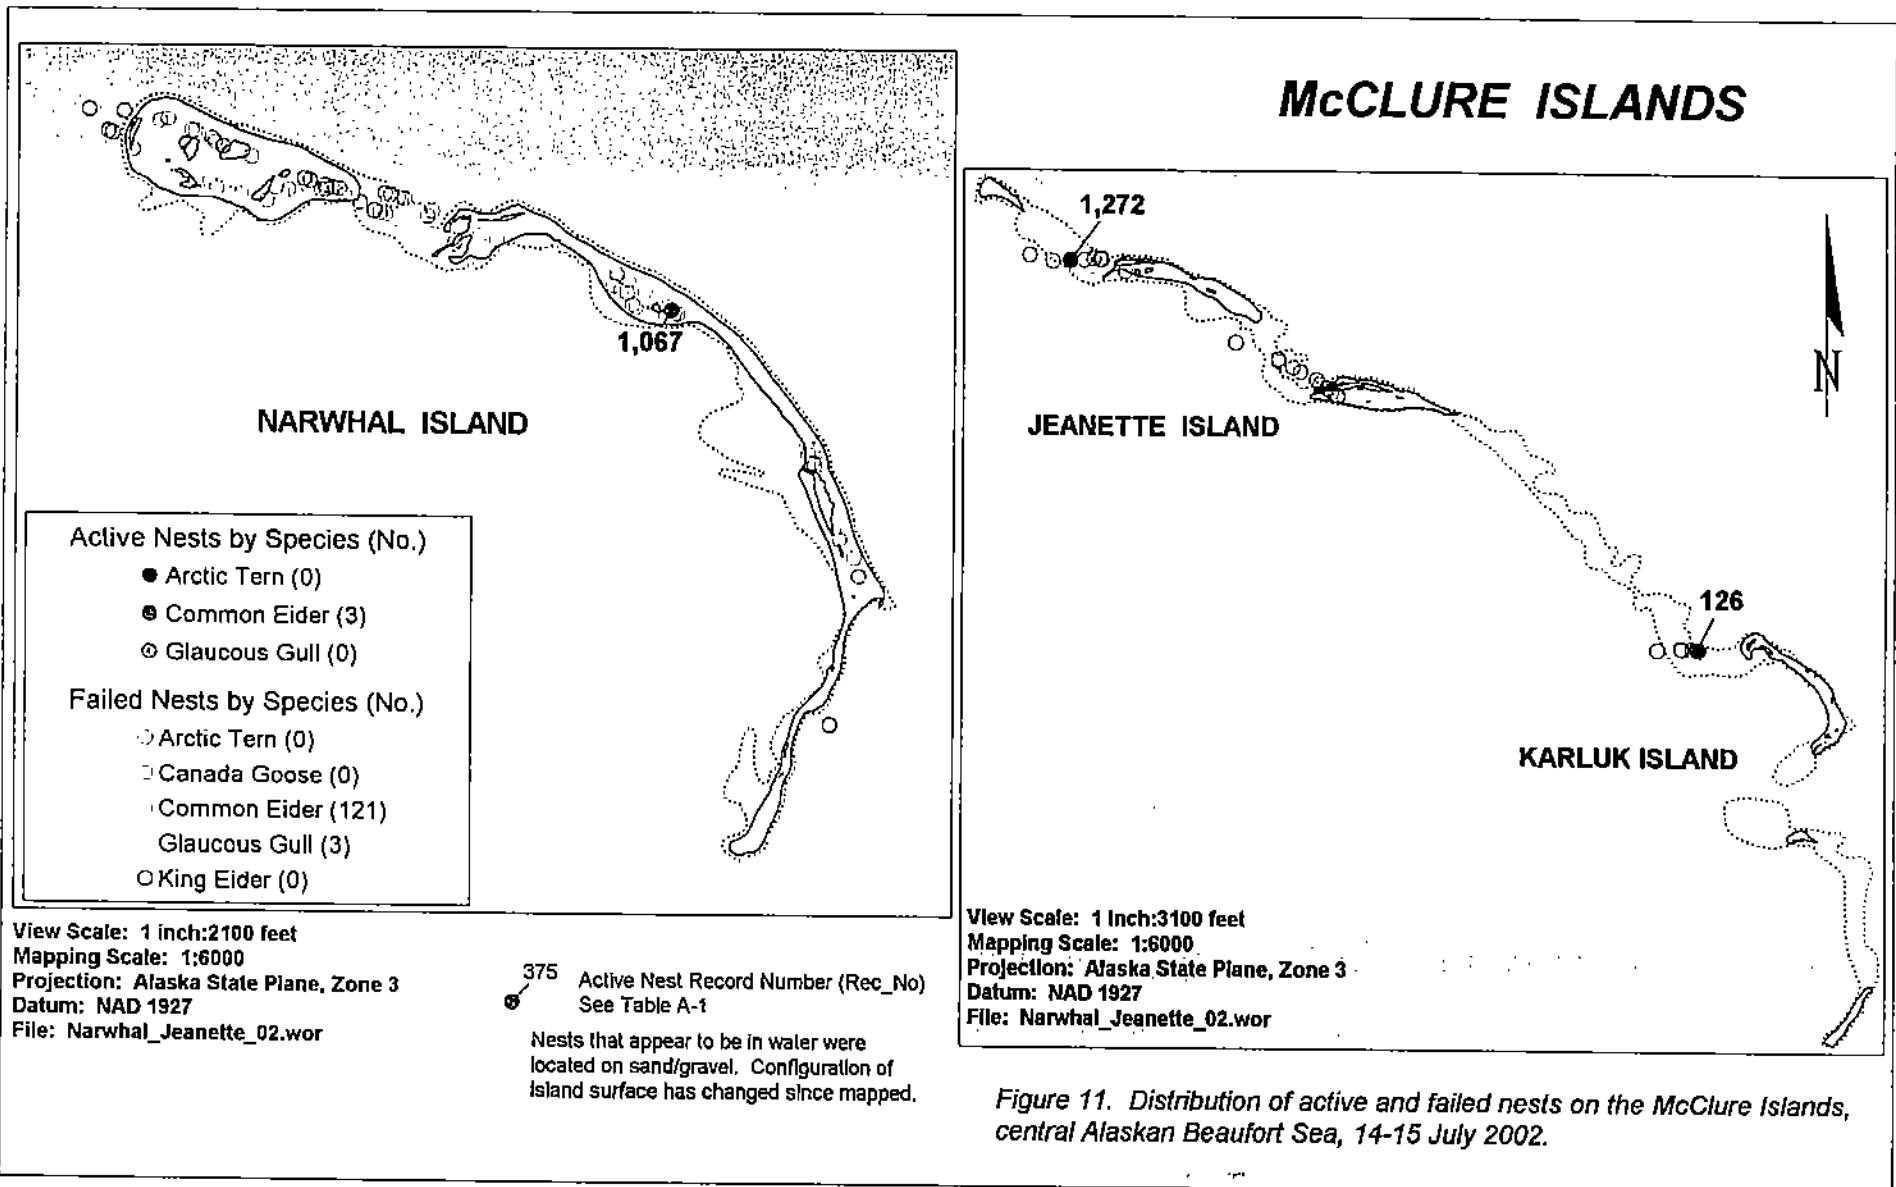 McCLURE ISLANDS
1,067
NARWHAL ISLAND
Active Nests by Species (No.)
Arctic Tern (0)
Common Eider (3)
Glaucous Gull (0)
Failed Nests by Species (No.)
Arctic Tern (0)
Canada Goose (0)
Common Eider (121)
Glaucous Gull (3)
King Eider (0)
View Scale: 1 inch:2100 feet
Mapping Scale: 1:6000
Projection: Alaska State Plane, Zone 3
Datum: NAD 1927
File: Narwhal_Jeanette_02.wor
375 Active Nest Record Number (Rec_No)
See Table A-1
Nests that appear to be in water were
located on sand/gravel. Configuration of
island surface has changed since mapped.
1,272
N
JEANETTE ISLAND
126
KARLUK ISLAND
View Scale: 1 inch:3100 feet
Mapping Scale: 1:6000
Projection: Alaska State Plane, Zone 3
Datum: NAD 1927
File: Narwhal_Jeanette_02.wor
Figure 11. Distribution of active and failed nests on the McClure Islands,
central Alaskan Beaufort Sea, 14-15 July 2002.